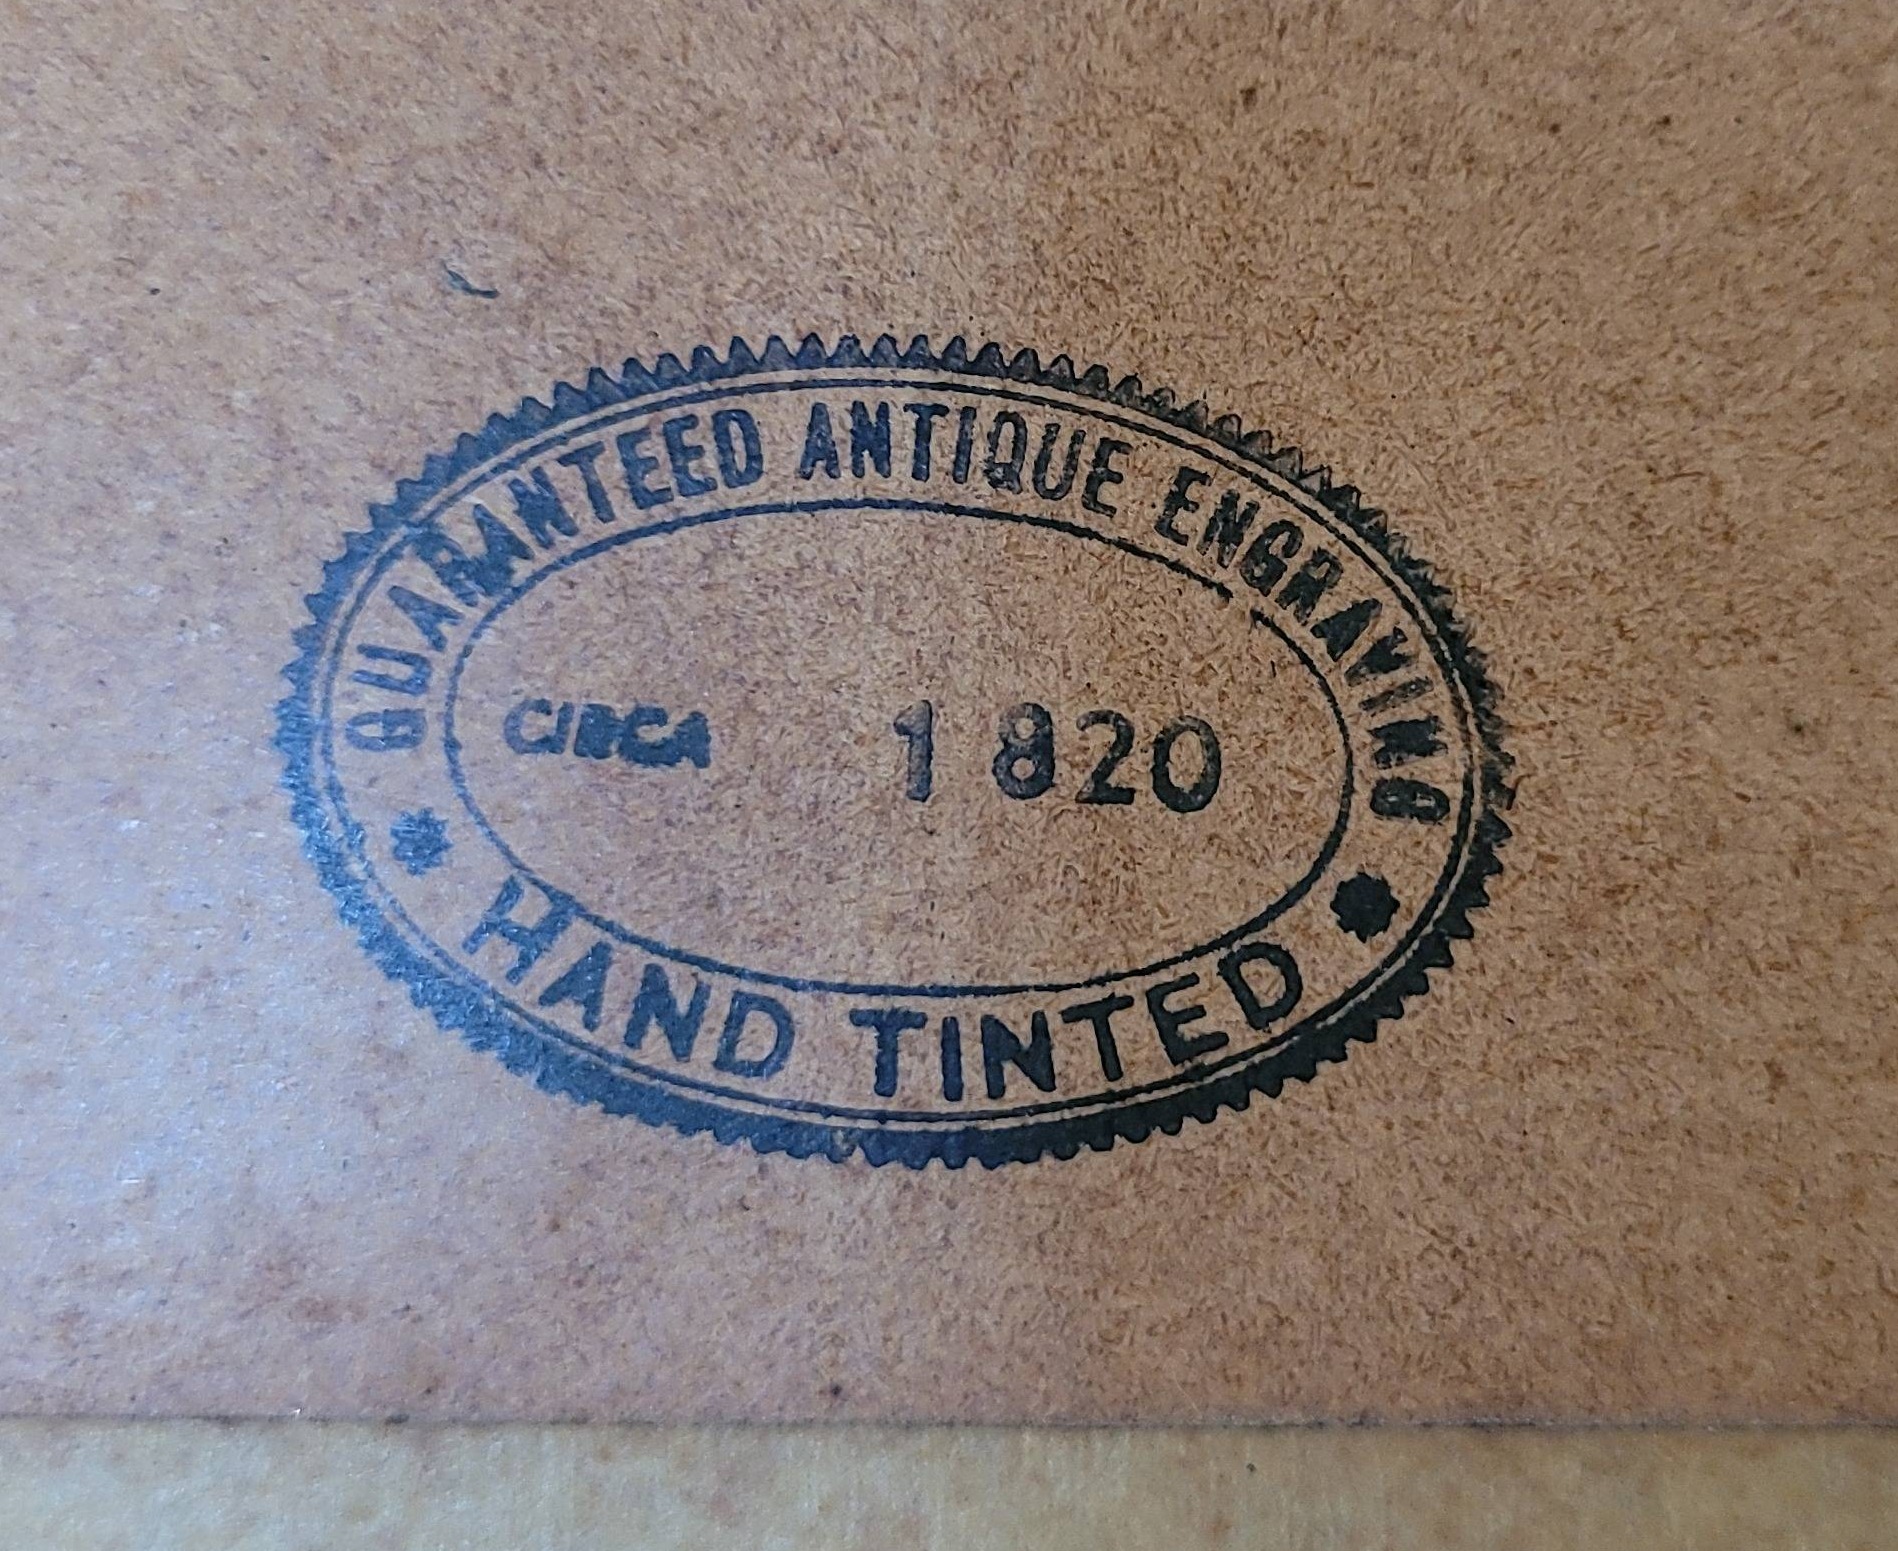 GUARANTEED ANTIQUE ENGRAVING
CIRCA 1820
HAND TINTED